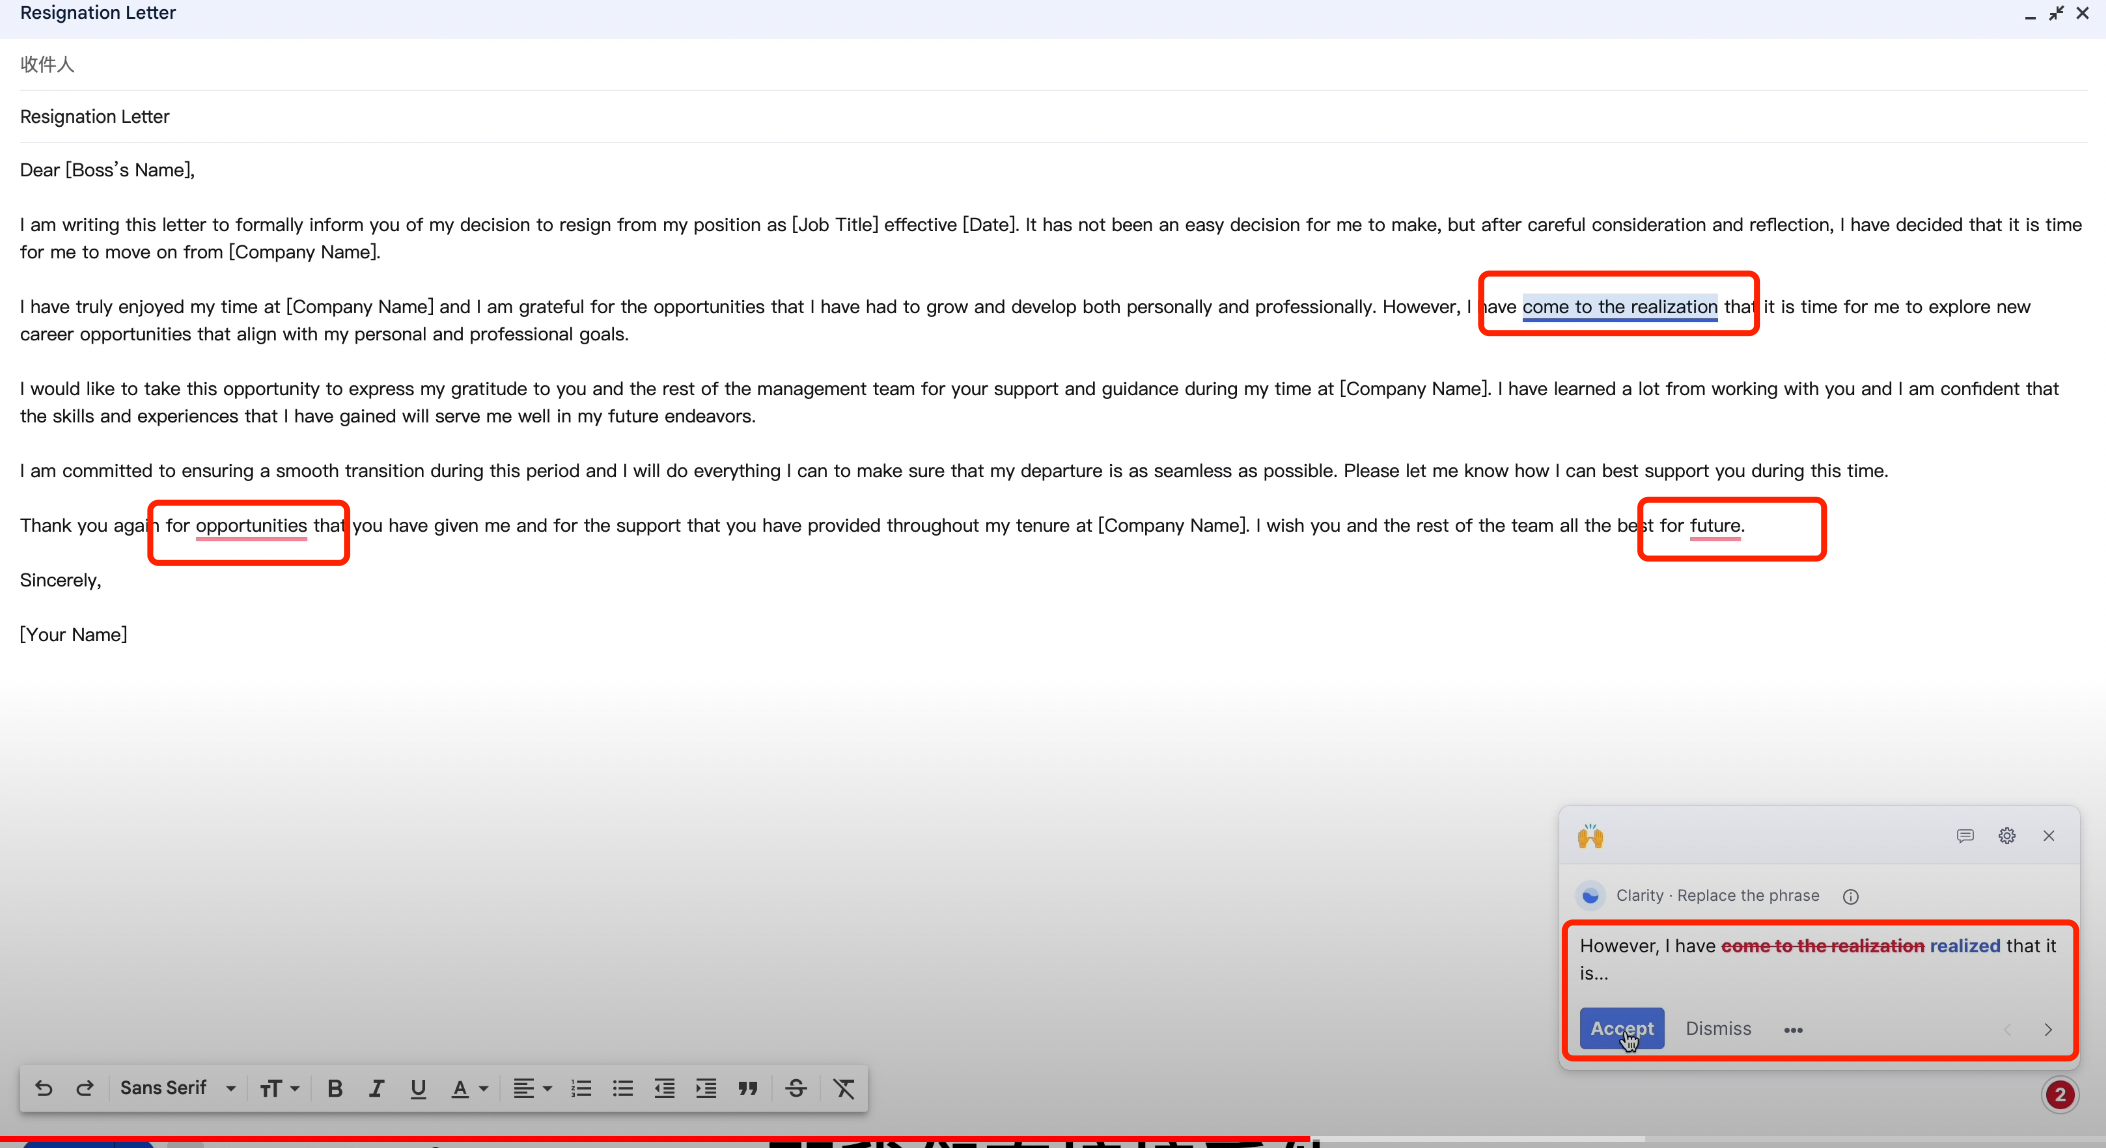 Resignation Letter
收件人
Resignation Letter
Dear [Boss's Name],
I am writing this letter to formally inform you of my decision to resign from my position as [Job Title] effective [Date]. It has not been an easy decision for me to make, but after careful consideration and reflection, I have decided that it is time
for me to move on from [Company Name].
I have truly enjoyed my time at [Company Name] and I am grateful for the opportunities that I have had to grow and develop both personally and professionally. However, I have come to the realization that it is time for me to explore new
career opportunities that align with my personal and professional goals.
I would like to take this opportunity to express my gratitude to you and the rest of the management team for your support and guidance during my time at [Company Name]. I have learned a lot from working with you and I am confident that
the skills and experiences that I have gained will serve me well in my future endeavors.
I am committed to ensuring a smooth transition during this period and I will do everything I can to make sure that my departure is as seamless as possible. Please let me know how I can best support you during this time.
Thank you again for opportunities that you have given me and for the support that you have provided throughout my tenure at [Company Name]. I wish you and the rest of the team all the best for future.
Sincerely,
[Your Name]
Clarity · Replace the phrase
However, I have come to the realization realized that it
is...
Accept Dismiss
Sans Serif
2